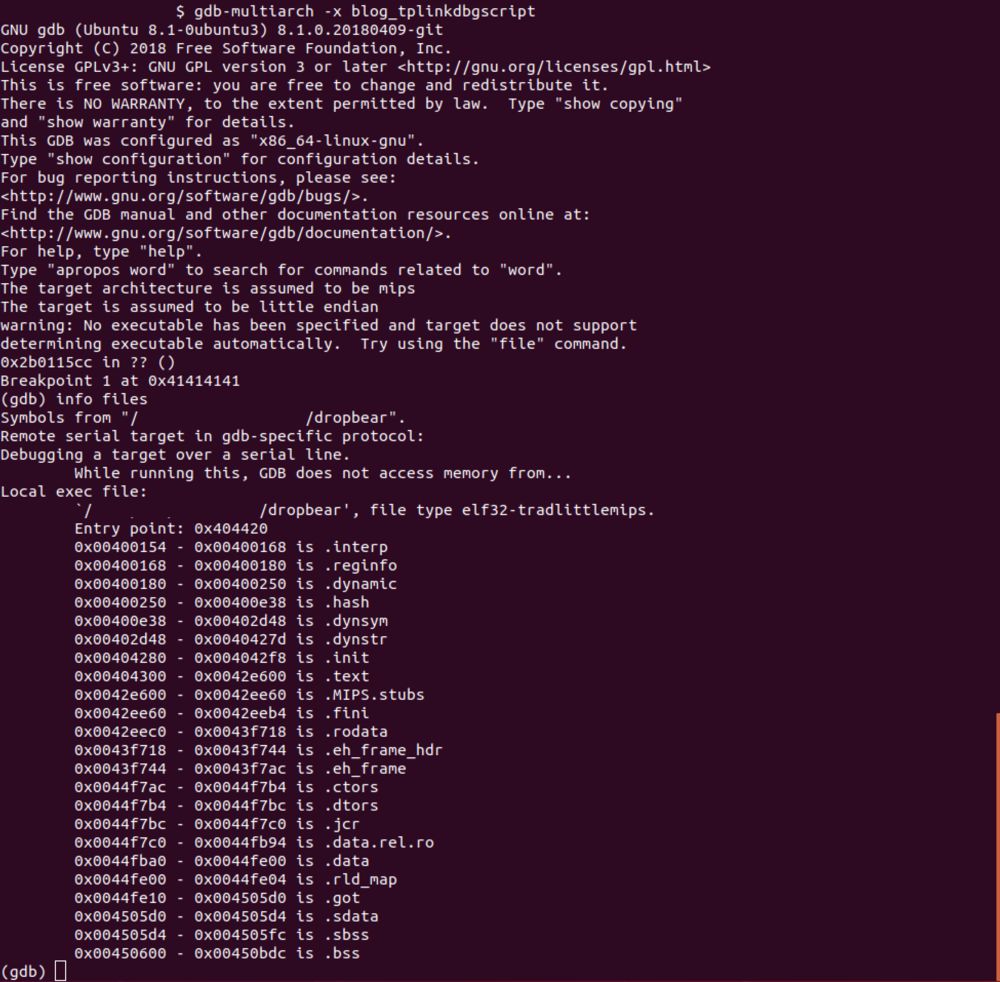 $ gdb-multiarch -x blog_tplinkdbgscript
GNU gdb (Ubuntu 8.1-0ubuntu3) 8.1.0.20180409-git
Copyright (C) 2018 Free Software Foundation, Inc.
License GPLv3+: GNU GPL version 3 or later <http://gnu.org/licenses/gpl.html>
This is free software: you are free to change and redistribute it.
There is NO WARRANTY, to the extent permitted by law.  Type "show copying"
and "show warranty" for details.
This GDB was configured as "x86_64-linux-gnu".
Type "show configuration" for configuration details.
For bug reporting instructions, please see:
<http://www.gnu.org/software/gdb/bugs/>.
Find the GDB manual and other documentation resources online at:
<http://www.gnu.org/software/gdb/documentation/>.
For help, type "help".
Type "apropos word" to search for commands related to "word".
The target architecture is assumed to be mips
The target is assumed to be little endian
warning: No executable has been specified and target does not support
determining executable automatically.  Try using the "file" command.
0x2b0115cc in ?? ()
Breakpoint 1 at 0x41414141
(gdb) info files
Symbols from "/ /dropbear".
Remote serial target in gdb-specific protocol:
Debugging a target over a serial line.
While running this, GDB does not access memory from...
Local exec file:
`/ /dropbear', file type elf32-tradlittlemips.
Entry point: 0x404420
0x00400154 - 0x00400168 is .interp
0x00400168 - 0x00400180 is .reginfo
0x00400180 - 0x00400250 is .dynamic
0x00400250 - 0x00400e38 is .hash
0x00400e38 - 0x00402d48 is .dynsym
0x00402d48 - 0x0040427d is .dynstr
0x00404280 - 0x004042f8 is .init
0x00404300 - 0x0042e600 is .text
0x0042e600 - 0x0042ee60 is .MIPS.stubs
0x0042ee60 - 0x0042eeb4 is .fini
0x0042eec0 - 0x0043f718 is .rodata
0x0043f718 - 0x0043f744 is .eh_frame_hdr
0x0043f744 - 0x0043f7ac is .eh_frame
0x0044f7ac - 0x0044f7b4 is .ctors
0x0044f7b4 - 0x0044f7bc is .dtors
0x0044f7bc - 0x0044f7c0 is .jcr
0x0044f7c0 - 0x0044fb94 is .data.rel.ro
0x0044fba0 - 0x0044fe00 is .data
0x0044fe00 - 0x0044fe04 is .rld_map
0x0044fe10 - 0x004505d0 is .got
0x004505d0 - 0x004505d4 is .sdata
0x004505d4 - 0x004505fc is .sbss
0x00450600 - 0x00450bdc is .bss
(gdb)